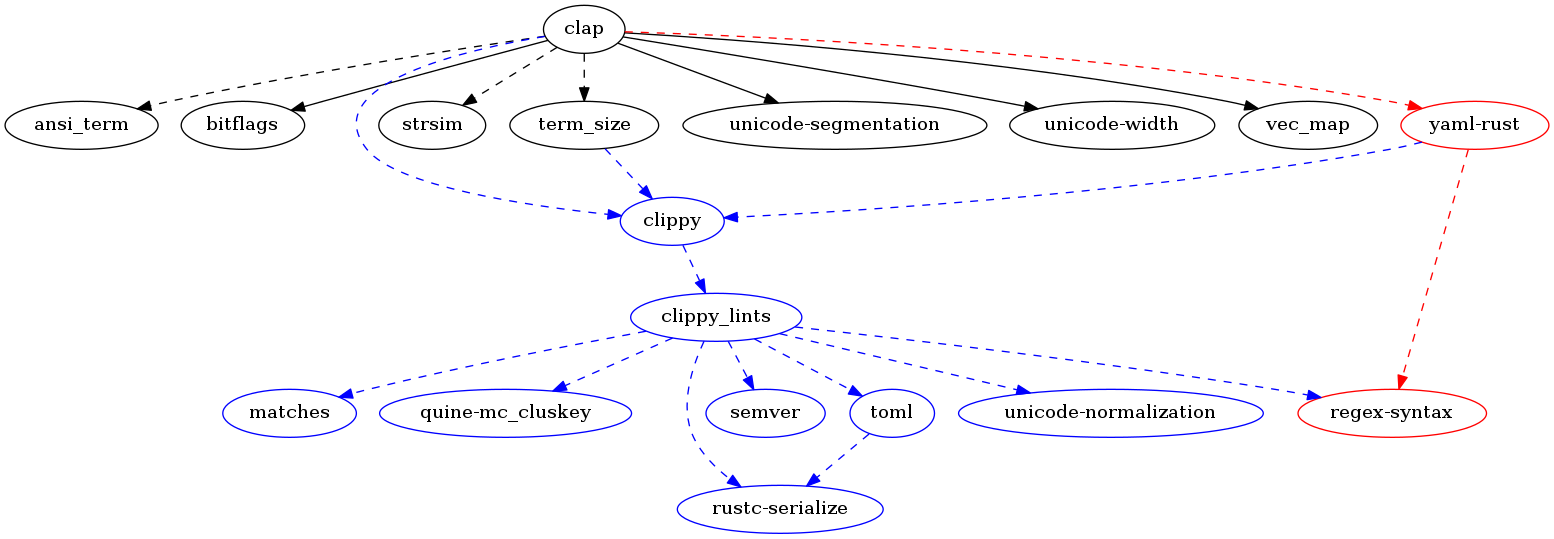 clap
ansi_term
bitflags
strsim
term_size
unicode-segmentation
unicode-width
vec_map
yaml-rust
clippy
clippy_lints
matches
quine-mc_cluskey
semver
toml
unicode-normalization
regex-syntax
rustc-serialize